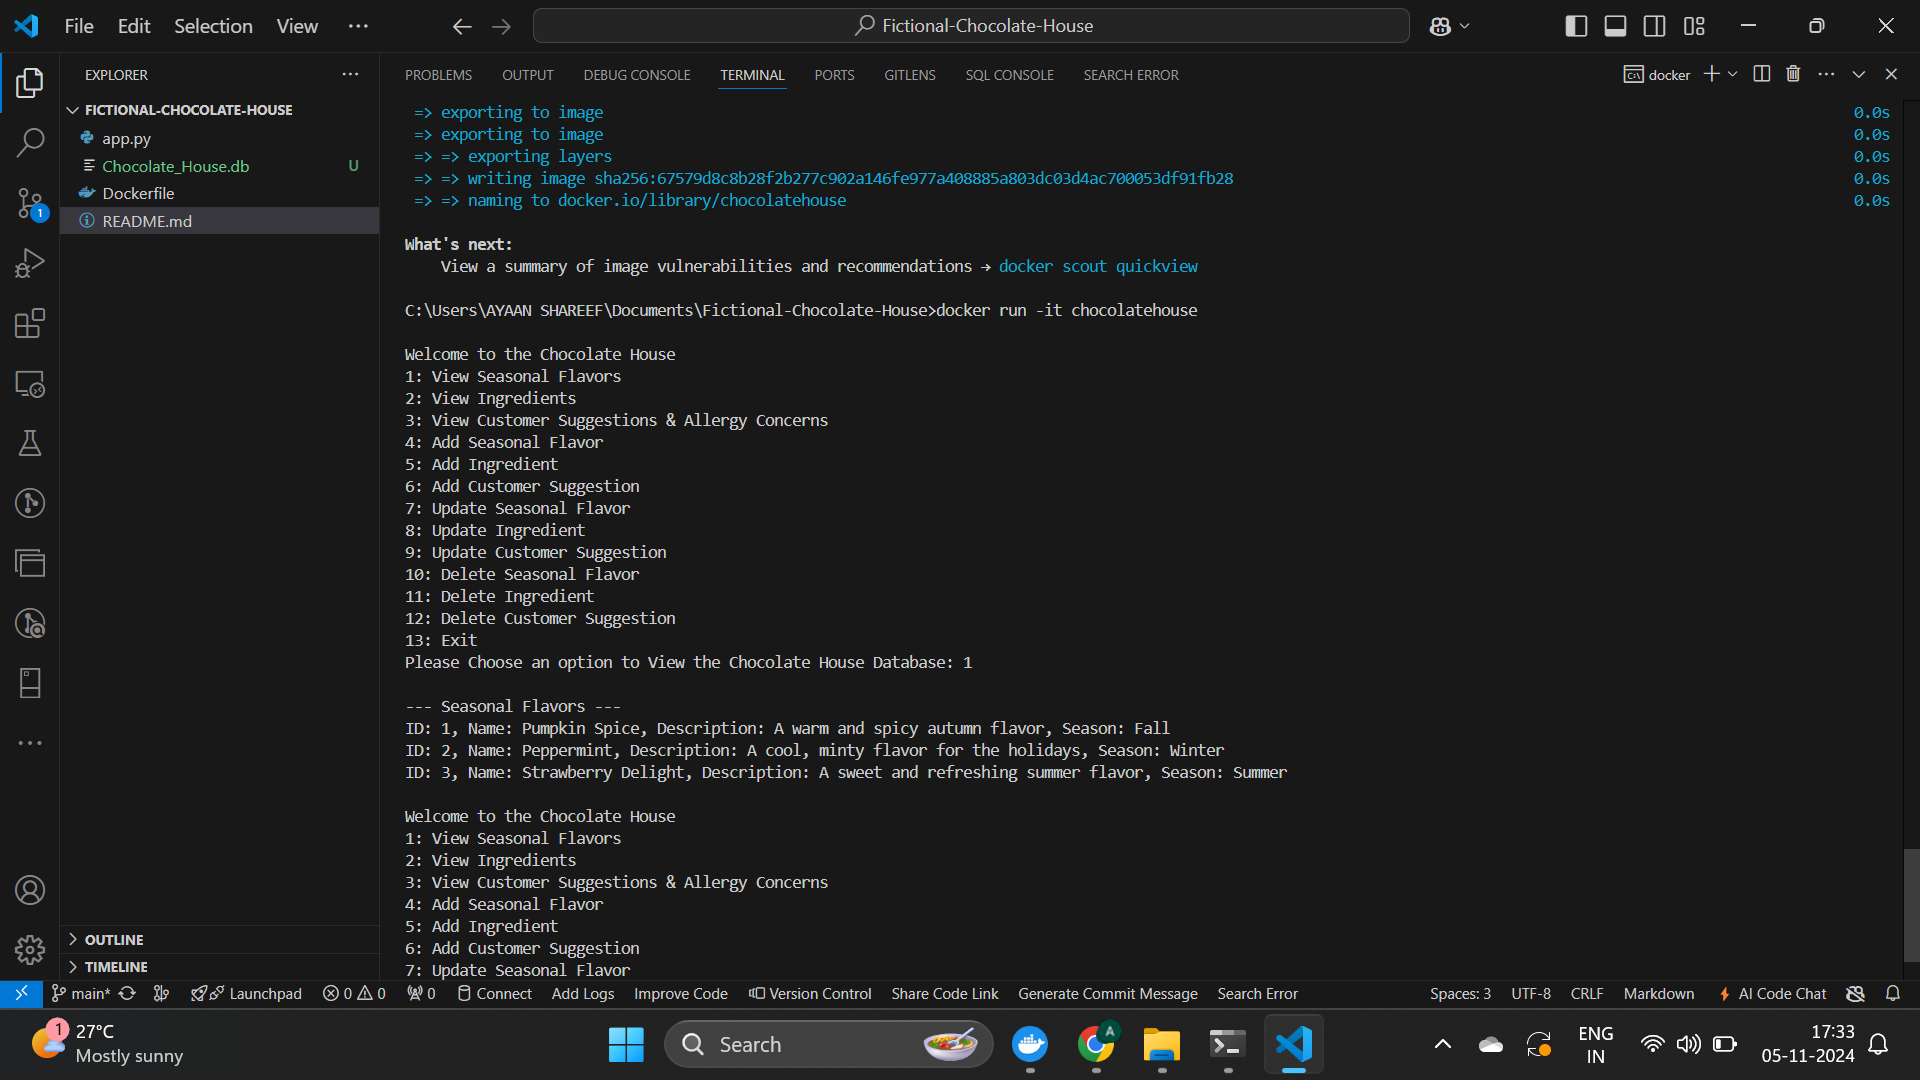 File Edit Selection View ···
Fictional-Chocolate-House
EXPLORER
FICTIONAL-CHOCOLATE-HOUSE
app.py
Chocolate_House.db U
Dockerfile
README.md
OUTLINE
TIMELINE
1
PROBLEMS OUTPUT DEBUG CONSOLE TERMINAL PORTS GITLENS SQL CONSOLE SEARCH ERROR
docker
=> exporting to image 0.0s
=> exporting to image 0.0s
=> => exporting layers 0.0s
=> => writing image sha256:67579d8c8b28f2b277c902a146fe977a408885a803dc03d4ac700053df91fb28 0.0s
=> => naming to docker.io/library/chocolatehouse 0.0s
What's next:
View a summary of image vulnerabilities and recommendations → docker scout quickview
C:\Users\AYAAN SHAREEF\Documents\Fictional-Chocolate-House>docker run -it chocolatehouse
Welcome to the Chocolate House
1: View Seasonal Flavors
2: View Ingredients
3: View Customer Suggestions & Allergy Concerns
4: Add Seasonal Flavor
5: Add Ingredient
6: Add Customer Suggestion
7: Update Seasonal Flavor
8: Update Ingredient
9: Update Customer Suggestion
10: Delete Seasonal Flavor
11: Delete Ingredient
12: Delete Customer Suggestion
13: Exit
Please Choose an option to View the Chocolate House Database: 1
--- Seasonal Flavors ---
ID: 1, Name: Pumpkin Spice, Description: A warm and spicy autumn flavor, Season: Fall
ID: 2, Name: Peppermint, Description: A cool, minty flavor for the holidays, Season: Winter
ID: 3, Name: Strawberry Delight, Description: A sweet and refreshing summer flavor, Season: Summer
Welcome to the Chocolate House
1: View Seasonal Flavors
2: View Ingredients
3: View Customer Suggestions & Allergy Concerns
4: Add Seasonal Flavor
5: Add Ingredient
6: Add Customer Suggestion
7: Update Seasonal Flavor
main* Launchpad 0 0 0 Connect Add Logs Improve Code Version Control Share Code Link Generate Commit Message Search Error Spaces: 3 UTF-8 CRLF Markdown AI Code Chat
1
27°C
Mostly sunny
Search
A
ENG
IN
17:33
05-11-2024